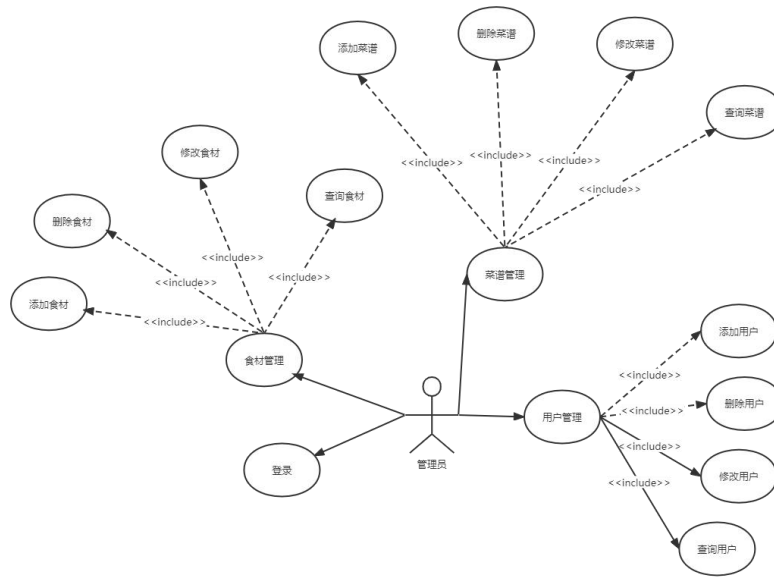 删除菜谱
添加菜谱
修改菜谱
查询菜谱
修改食材
<<include>>
<<include>>
<<include>>
<<include>>
查询食材
删除食材
<<include>>
<<include>>
<<include>>
菜谱管理
添加食材
<<include>>
添加用户
食材管理
<<include>>
删除用户
<<include>>
用户管理
<<include>>
管理员
登录
修改用户
<<include>>
查询用户